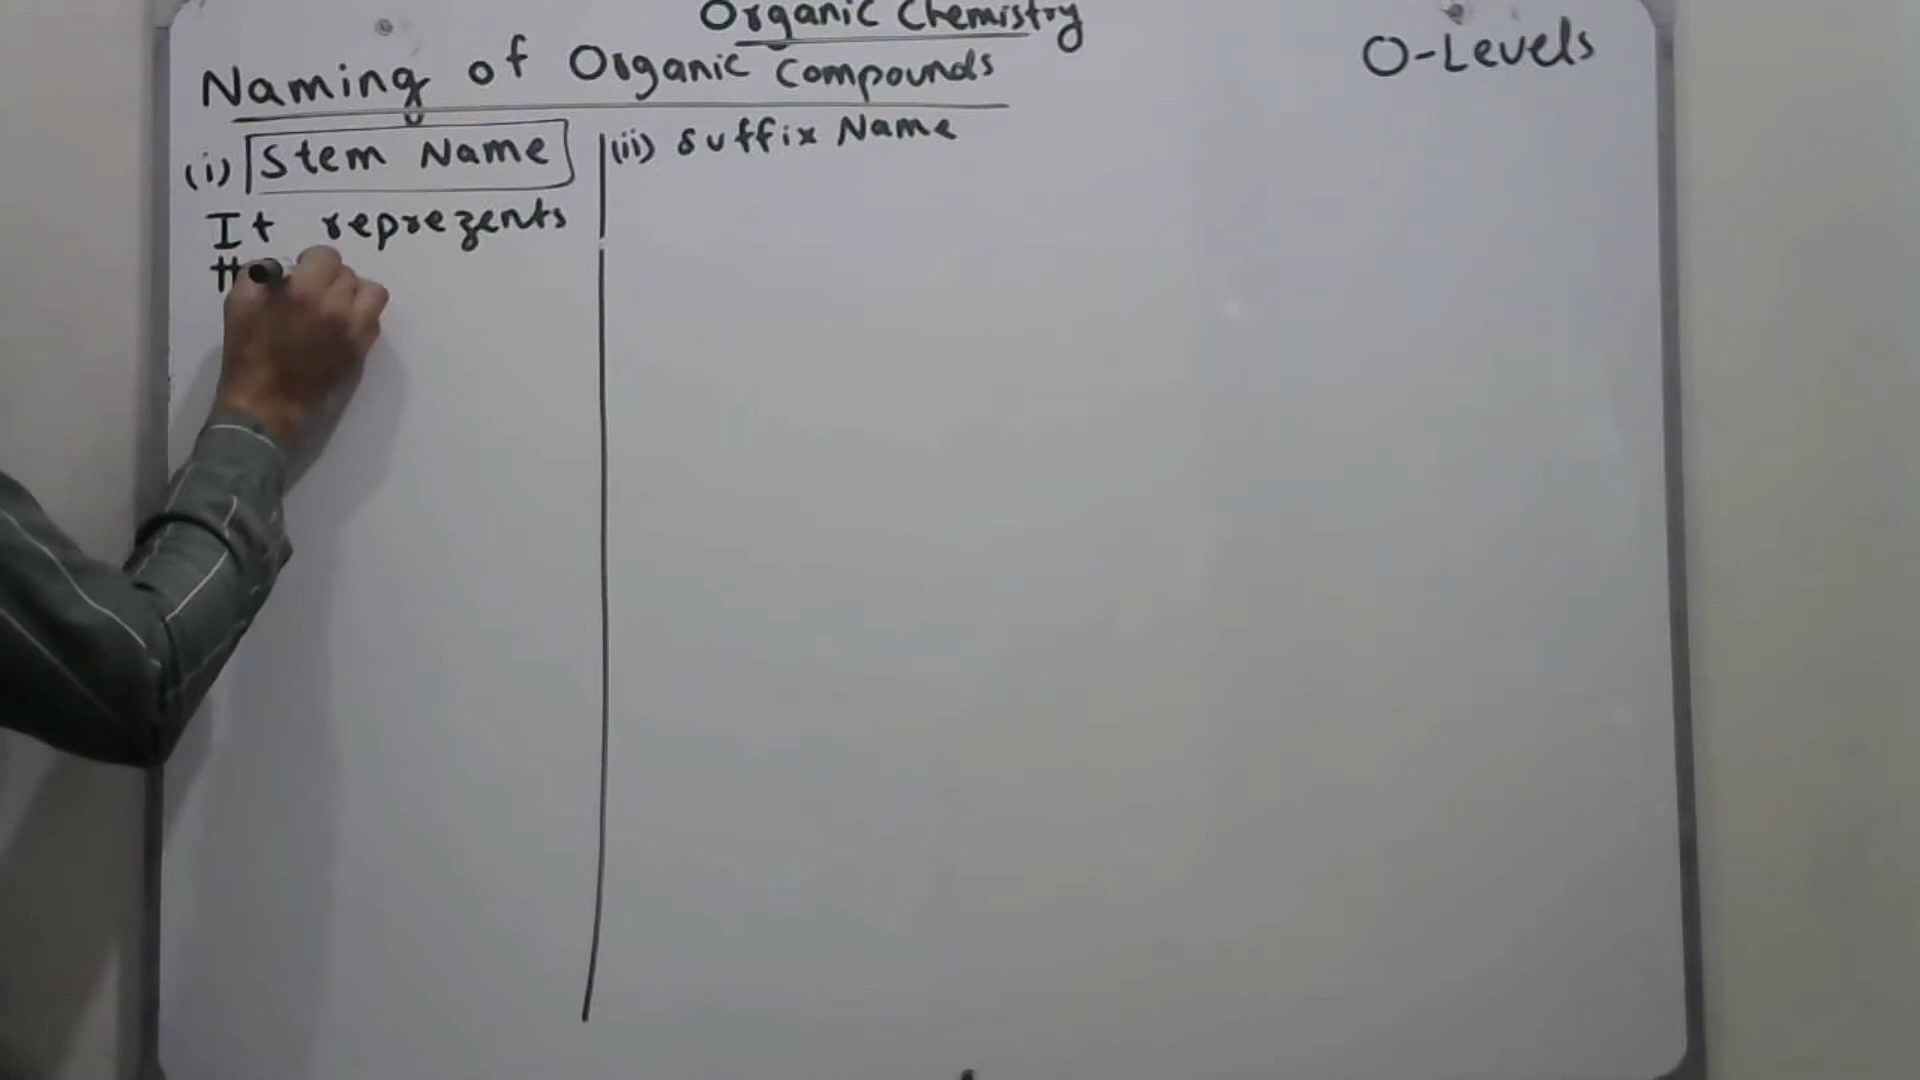 Organic Chemistry
O-Levels
Naming of Organic Compounds
(i) Stem Name
(ii) Suffix Name
It reprezents